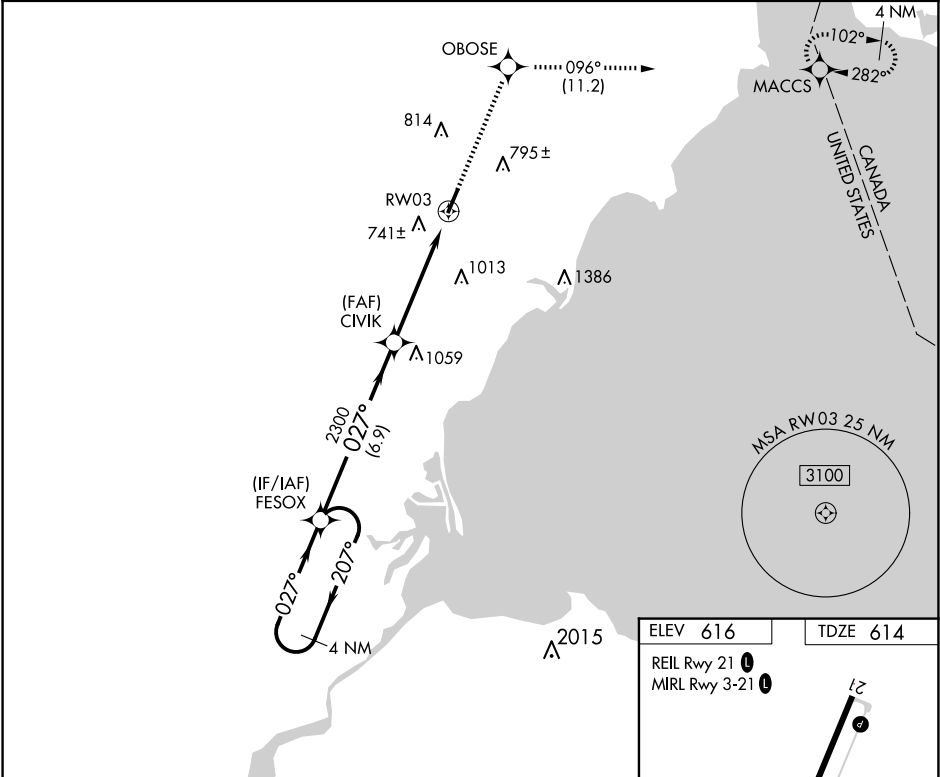 4 NM
102°
282°
MACCS
OBOSE
096°
(11.2)
814
795±
CANADA
UNITED STATES
RW03
741±
1013
1386
(FAF)
CIVIK
1059
2300
027°
(6.9)
MSA RW03 25 NM
3100
(IF/IAF)
FESOX
027°
207°
4 NM
2015
ELEV 616
TDZE 614
REIL Rwy 21 L
MIRL Rwy 3-21 L
21
P